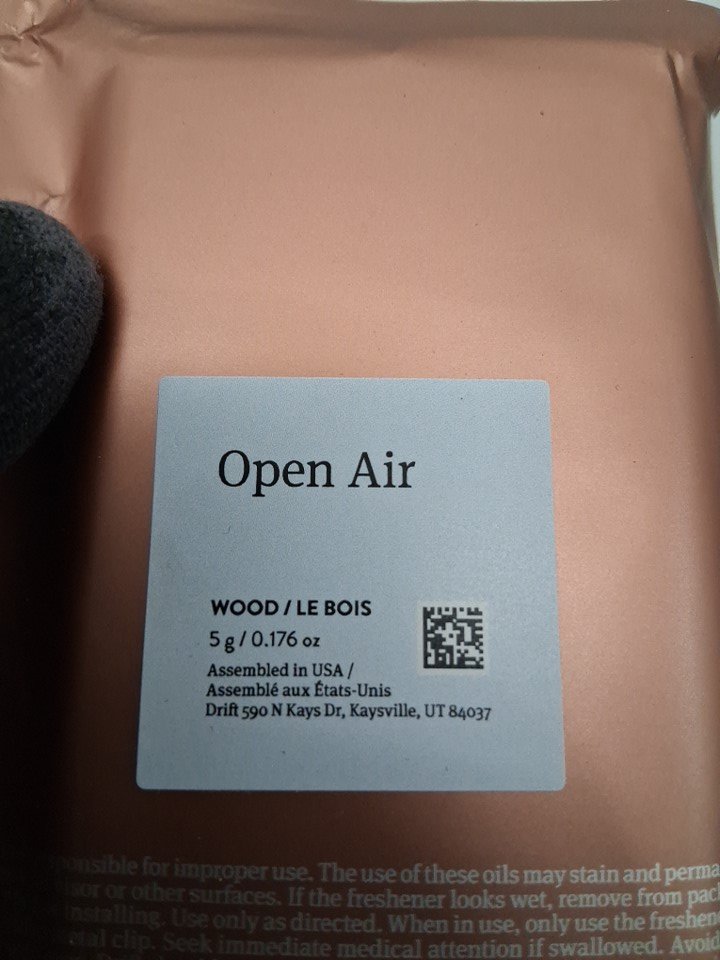 Open Air
WOOD / LE BOIS
5 g / 0.176 oz
Assembled in USA /
Assemblé aux États-Unis
Drift 590 N Kays Dr, Kaysville, UT 84037
for improper use. The use of these oils may stain and
or other surfaces. If the freshener looks wet, remove from
installing. Use only as directed. When in use, only use the
clip. Seek immediate medical attention if swallowed. Avoid